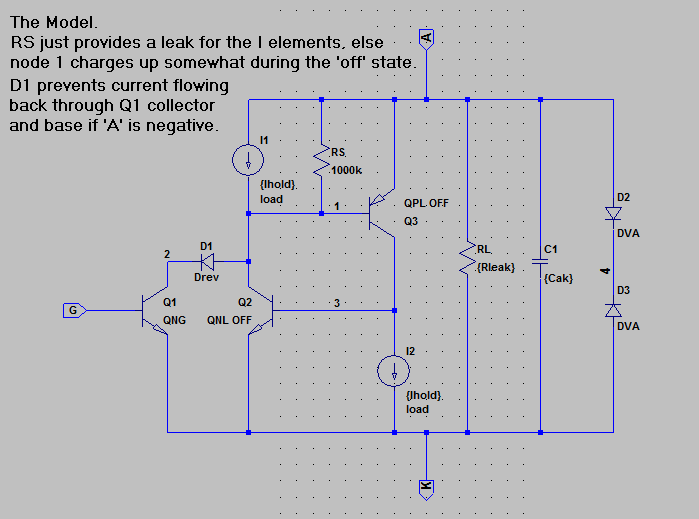 The Model.
RS just provides a leak for the I elements, else
node 1 charges up somewhat during the 'off' state.
D1 prevents current flowing
back through Q1 collector
and base if 'A' is negative.
A
I1
{Ihold}
load
RS
1000k
1
QPL OFF
Q3
D2
DVA
2
D1
Drev
RL
{Rleak}
C1
{Cak}
4
D3
DVA
G
Q1
QNG
Q2
QNL OFF
3
I2
{Ihold}
load
K